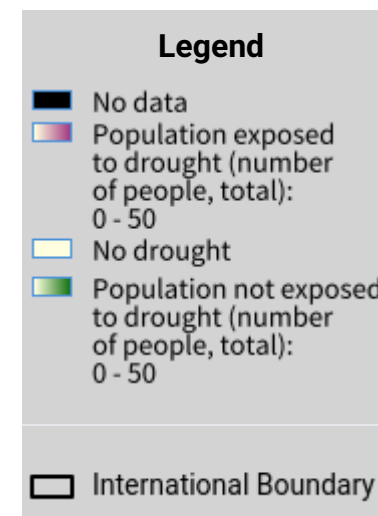 Legend
No data
Population exposed
to drought (number
of people, total):
0 - 50
No drought
Population not exposed
to drought (number
of people, total):
0 - 50
International Boundary